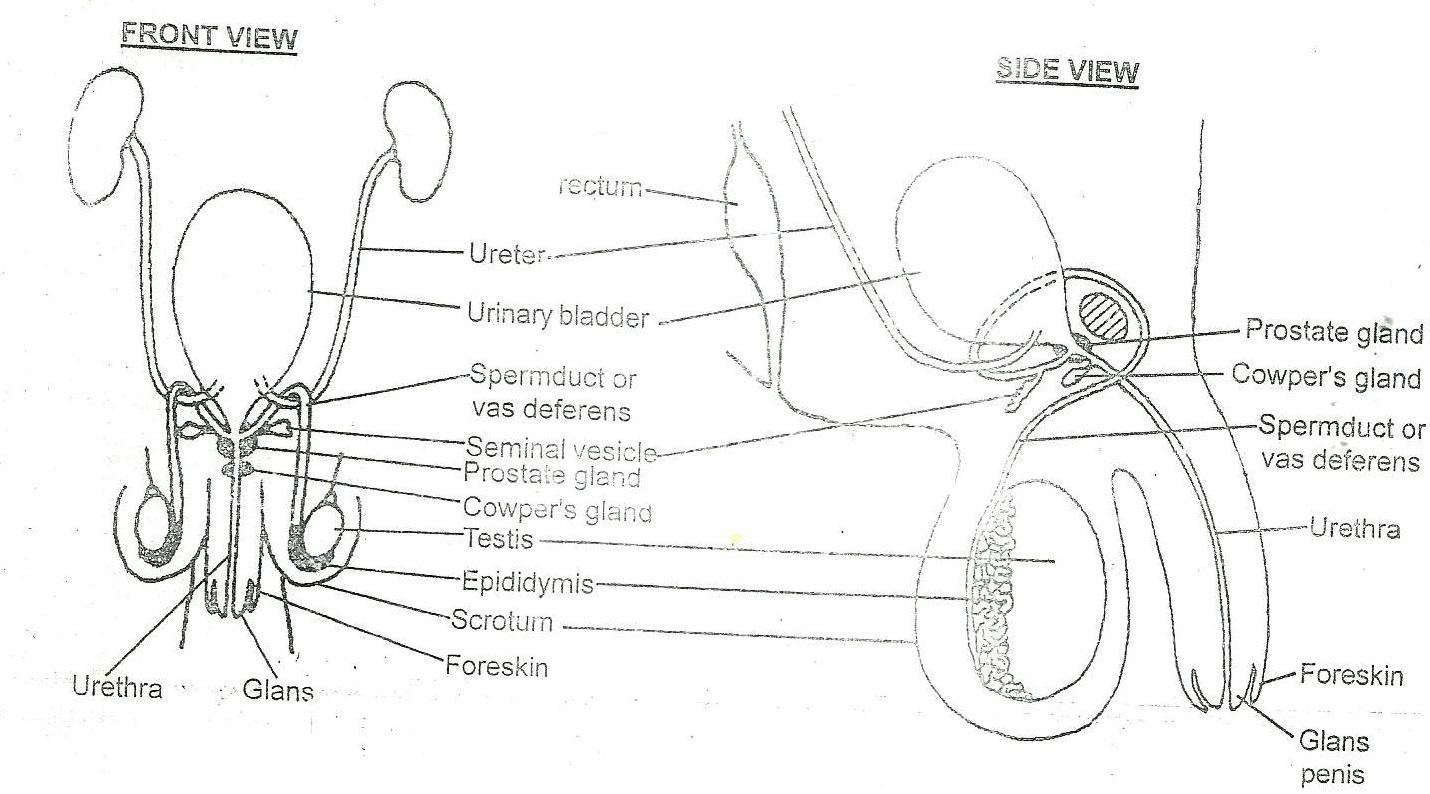 FRONT VIEW
SIDE VIEW
rectum
Ureter
Urinary bladder
Spermduct or
vas deferens
Seminal vesicle
Prostate gland
Cowper's gland
Testis
Epididymis
Scrotum
Foreskin
Urethra
Glans
Prostate gland
Cowper's gland
Spermduct or
vas deferens
Urethra
Foreskin
Glans
penis